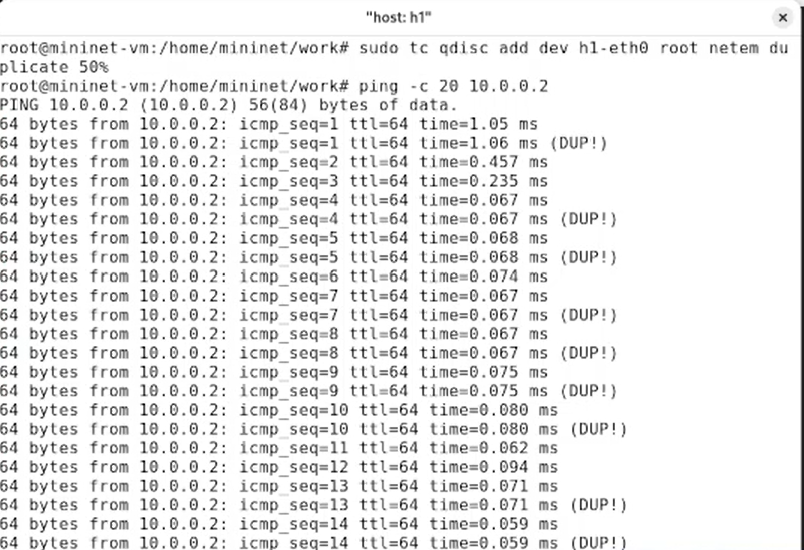 "host: h1"
root@mininet-vm:/home/mininet/work# sudo tc qdisc add dev h1-eth0 root netem du
plicate 50%
root@mininet-vm:/home/mininet/work# ping -c 20 10.0.0.2
PING 10.0.0.2 (10.0.0.2) 56(84) bytes of data.
64 bytes from 10.0.0.2: icmp_seq=1 ttl=64 time=1.05 ms
64 bytes from 10.0.0.2: icmp_seq=1 ttl=64 time=1.06 ms (DUP!)
64 bytes from 10.0.0.2: icmp_seq=2 ttl=64 time=0.457 ms
64 bytes from 10.0.0.2: icmp_seq=3 ttl=64 time=0.235 ms
64 bytes from 10.0.0.2: icmp_seq=4 ttl=64 time=0.067 ms
64 bytes from 10.0.0.2: icmp_seq=4 ttl=64 time=0.067 ms (DUP!)
64 bytes from 10.0.0.2: icmp_seq=5 ttl=64 time=0.068 ms
64 bytes from 10.0.0.2: icmp_seq=5 ttl=64 time=0.068 ms (DUP!)
64 bytes from 10.0.0.2: icmp_seq=6 ttl=64 time=0.074 ms
64 bytes from 10.0.0.2: icmp_seq=7 ttl=64 time=0.067 ms
64 bytes from 10.0.0.2: icmp_seq=7 ttl=64 time=0.067 ms (DUP!)
64 bytes from 10.0.0.2: icmp_seq=8 ttl=64 time=0.067 ms
64 bytes from 10.0.0.2: icmp_seq=8 ttl=64 time=0.067 ms (DUP!)
64 bytes from 10.0.0.2: icmp_seq=9 ttl=64 time=0.075 ms
64 bytes from 10.0.0.2: icmp_seq=9 ttl=64 time=0.075 ms (DUP!)
64 bytes from 10.0.0.2: icmp_seq=10 ttl=64 time=0.080 ms
64 bytes from 10.0.0.2: icmp_seq=10 ttl=64 time=0.080 ms (DUP!)
64 bytes from 10.0.0.2: icmp_seq=11 ttl=64 time=0.062 ms
64 bytes from 10.0.0.2: icmp_seq=12 ttl=64 time=0.094 ms
64 bytes from 10.0.0.2: icmp_seq=13 ttl=64 time=0.071 ms
64 bytes from 10.0.0.2: icmp_seq=13 ttl=64 time=0.071 ms (DUP!)
64 bytes from 10.0.0.2: icmp_seq=14 ttl=64 time=0.059 ms
64 bytes from 10.0.0.2: icmp_seq=14 ttl=64 time=0.059 ms (DUP!)